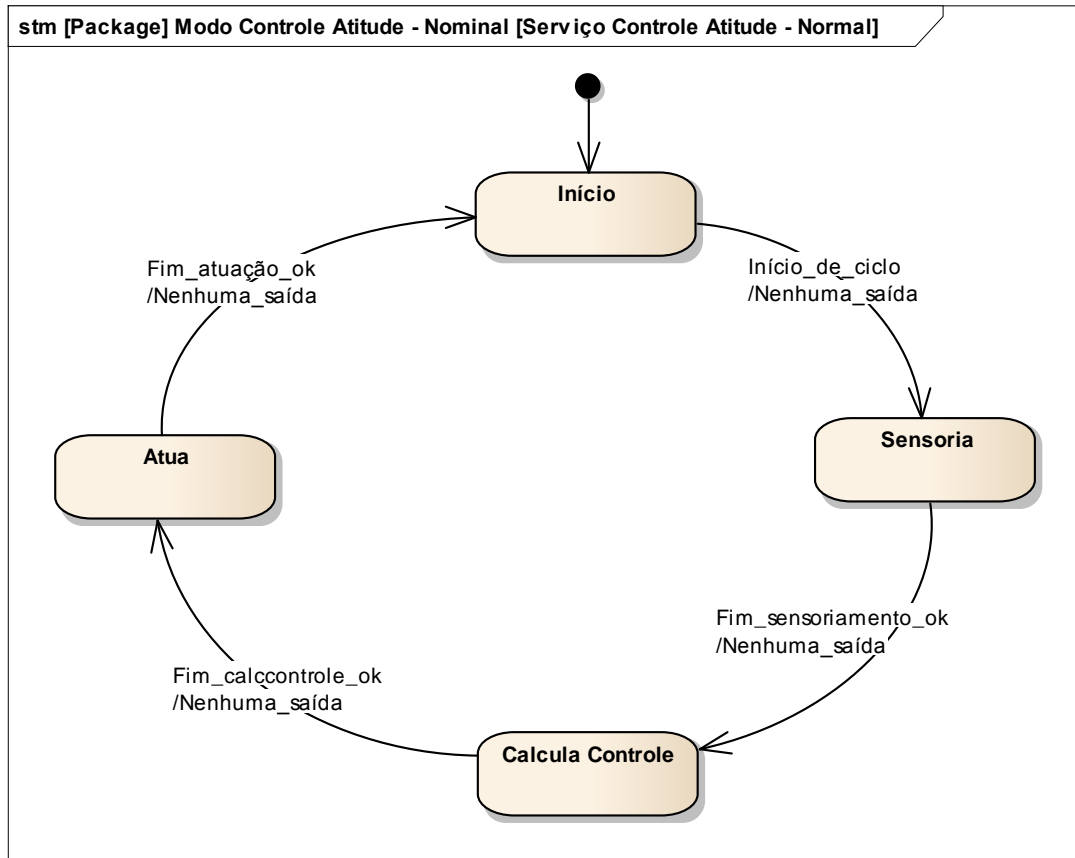 stm [Package] Modo Controle Atitude - Nominal [Serviço Controle Atitude - Normal]
Início
Fim_atuação_ok
/Nenhuma_saída
Início_de_ciclo
/Nenhuma_saída
Atua
Sensoria
Fim_sensoriamento_ok
/Nenhuma_saída
Fim_calccontrole_ok
/Nenhuma_saída
Calcula Controle